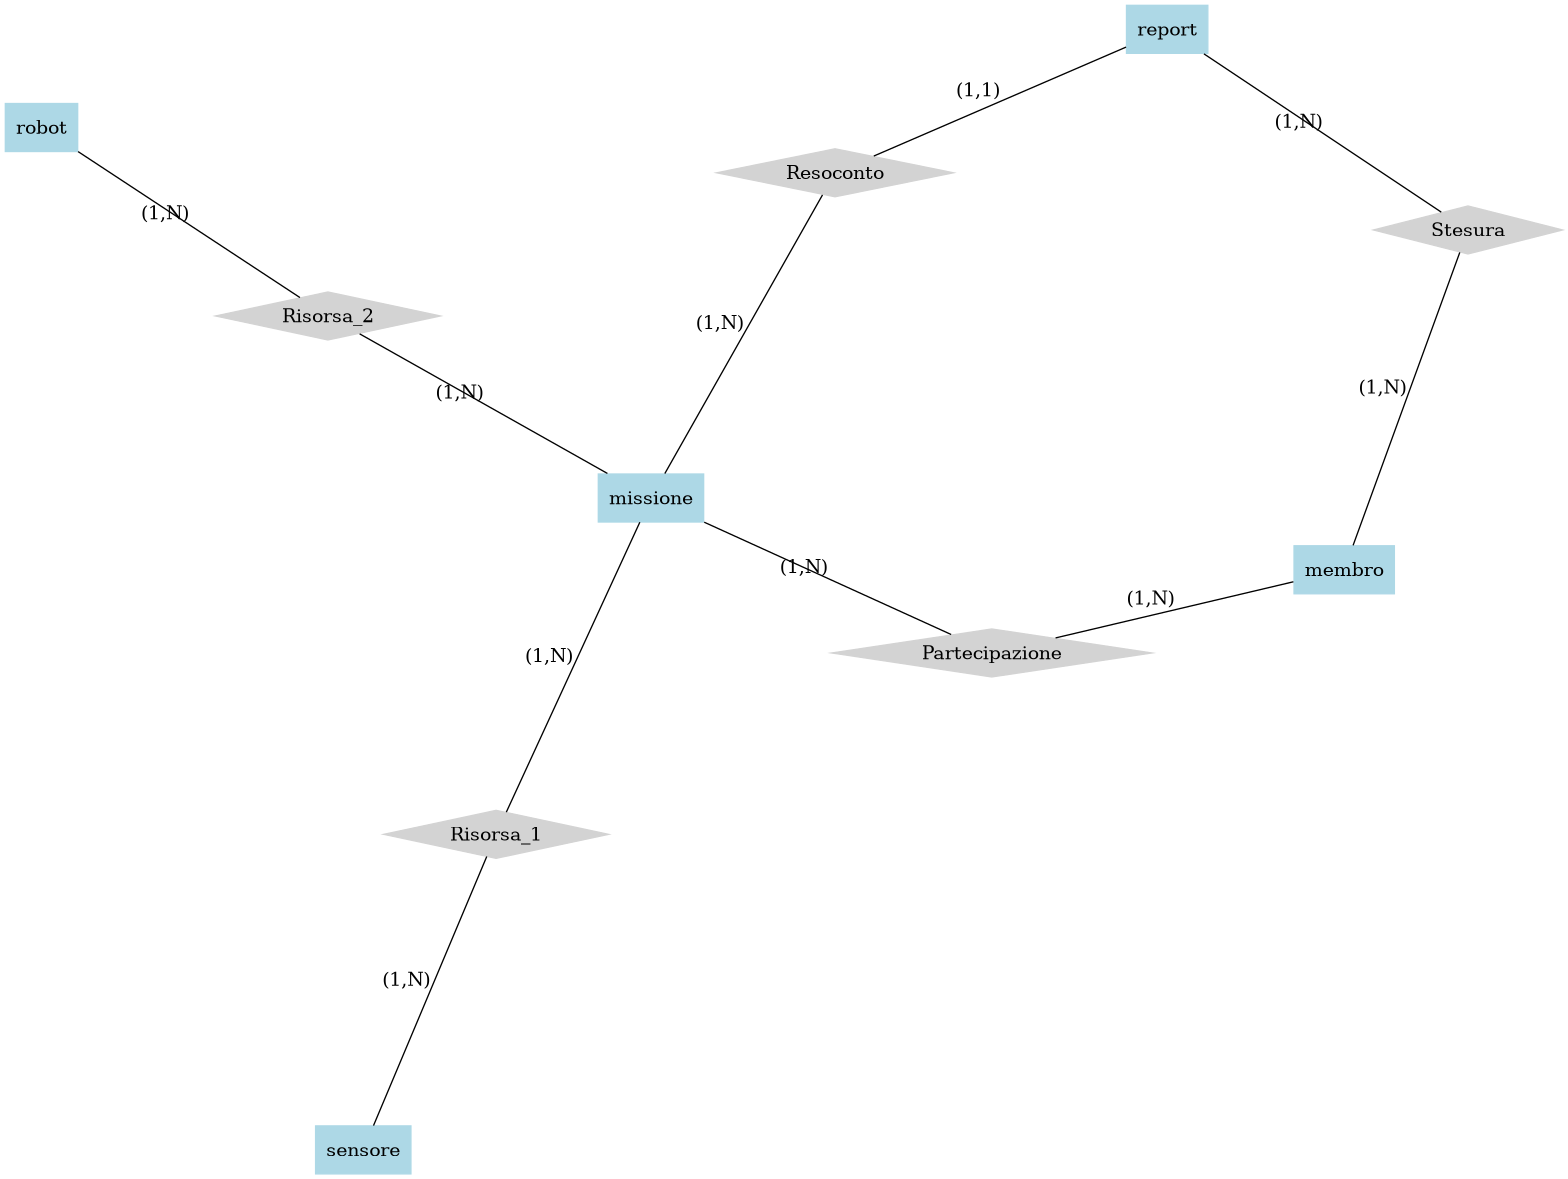 report
(1,1)
robot
(1,N)
Resoconto
(1,N)
Stesura
Risorsa_2
(1,N)
(1,N)
(1,N)
missione
(1,N)
membro
(1,N)
Partecipazione
(1,N)
Risorsa_1
(1,N)
sensore